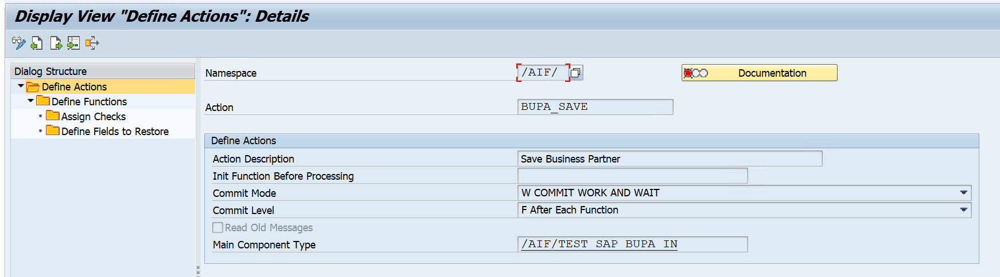 Display View "Define Actions": Details
Dialog Structure
Define Actions
Define Functions
Assign Checks
Define Fields to Restore
Namespace /AIF/ Documentation
Action BUPA_SAVE
Define Actions
Action Description Save Business Partner
Init Function Before Processing
Commit Mode W COMMIT WORK AND WAIT
Commit Level F After Each Function
Read Old Messages
Main Component Type /AIF/TEST_SAP_BUPA_IN